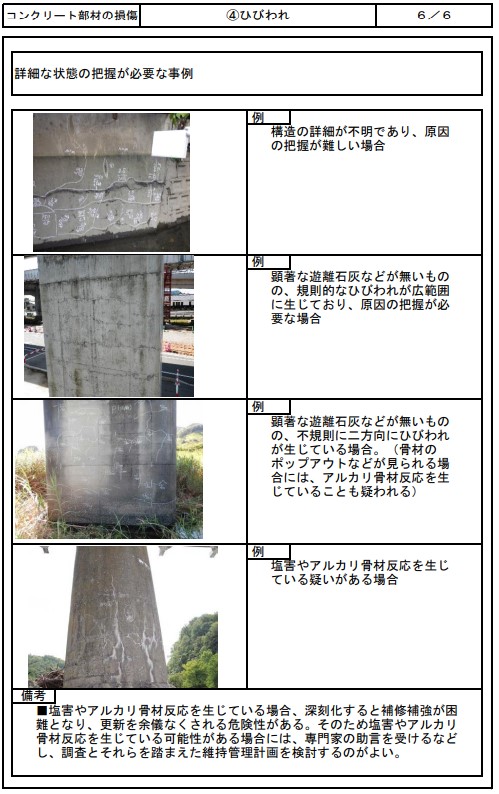 コンクリート部材の損傷 ④ひびわれ 6/6
詳細な状態の把握が必要な事例
例
構造の詳細が不明であり、原因
の把握が難しい場合
例
顕著な遊離石灰などが無いもの
の、規則的なひびわれが広範囲
に生じており、原因の把握が必
要な場合
例
顕著な遊離石灰などが無いもの
の、不規則に二方向にひびわれ
が生じている場合。（骨材の
ポップアウトなどが見られる場
合には、アルカリ骨材反応を生
じていることも疑われる）
例
塩害やアルカリ骨材反応を生じ
ている疑いがある場合
備考
■塩害やアルカリ骨材反応を生じている場合、深刻化すると補修補強が困
難となり、更新を余儀なくされる危険性がある。そのため塩害やアルカリ
骨材反応を生じている可能性がある場合には、専門家の助言を受けるなど
し、調査とそれらを踏まえた維持管理計画を検討するのがよい。